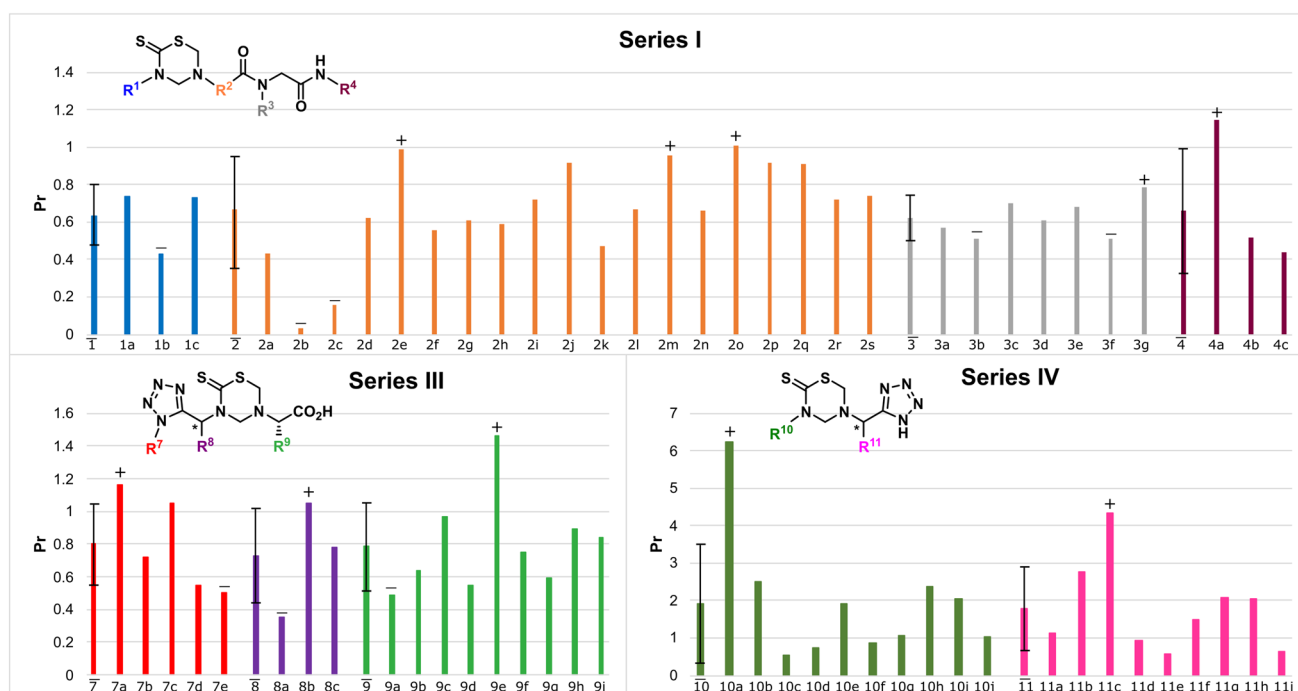 Series I
S S
N N R² O N R³ O H N R⁴
R¹
Pr
1.4
1.2
1
0.8
0.6
0.4
0.2
0
+ + + + +
− − − − −
1̅ 1a 1b 1c 2̅ 2a 2b 2c 2d 2e 2f 2g 2h 2i 2j 2k 2l 2m 2n 2o 2p 2q 2r 2s 3̅ 3a 3b 3c 3d 3e 3f 3g 4̅ 4a 4b 4c
Series III
N N N N S S N N CO₂H
R⁷ * R⁸ R⁹
Pr
1.6
1.4
1.2
1
0.8
0.6
0.4
0.2
0
+ + +
− − −
7̅ 7a 7b 7c 7d 7e 8̅ 8a 8b 8c 9̅ 9a 9b 9c 9d 9e 9f 9g 9h 9i
Series IV
S S N N N N N N H
R¹⁰ * R¹¹
Pr
7
6
5
4
3
2
1
0
+ +
1̅0̅ 10a 10b 10c 10d 10e 10f 10g 10h 10i 10j 1̅1̅ 11a 11b 11c 11d 11e 11f 11g 11h 11i